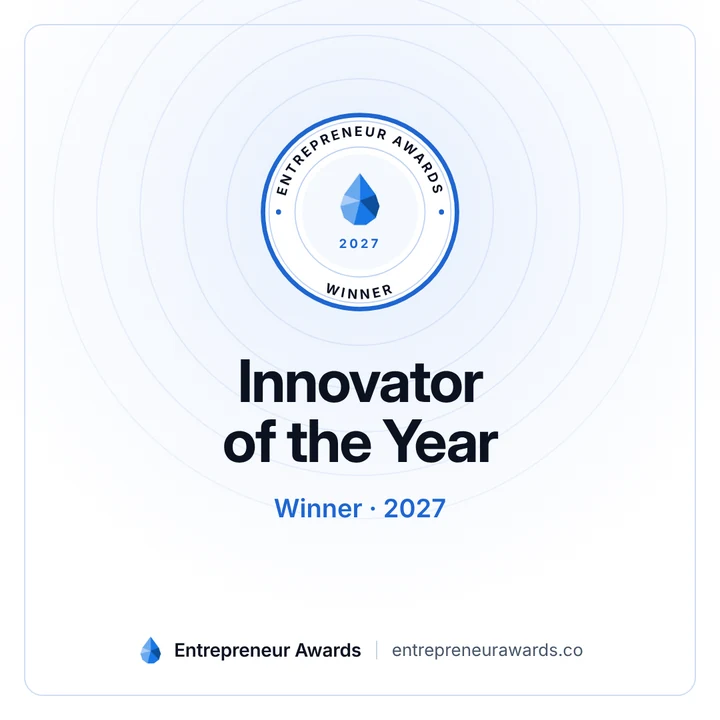 ENTREPRENEUR AWARDS
2027
WINNER
Innovator
of the Year
Winner · 2027
Entrepreneur Awards | entrepreneurawards.co